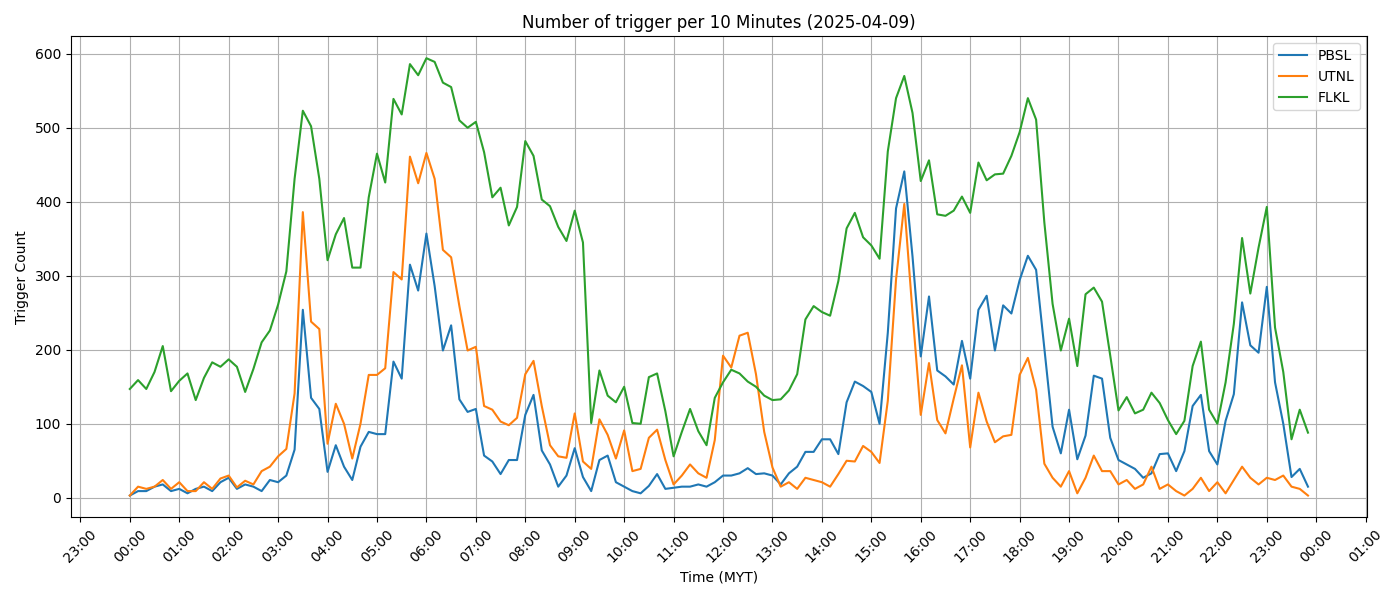 Number of trigger per 10 Minutes (2025-04-09)
PBSL
UTNL
FLKL
Trigger Count
600
500
400
300
200
100
0
23:00 00:00 01:00 02:00 03:00 04:00 05:00 06:00 07:00 08:00 09:00 10:00 11:00 12:00 13:00 14:00 15:00 16:00 17:00 18:00 19:00 20:00 21:00 22:00 23:00 00:00 01:00
Time (MYT)